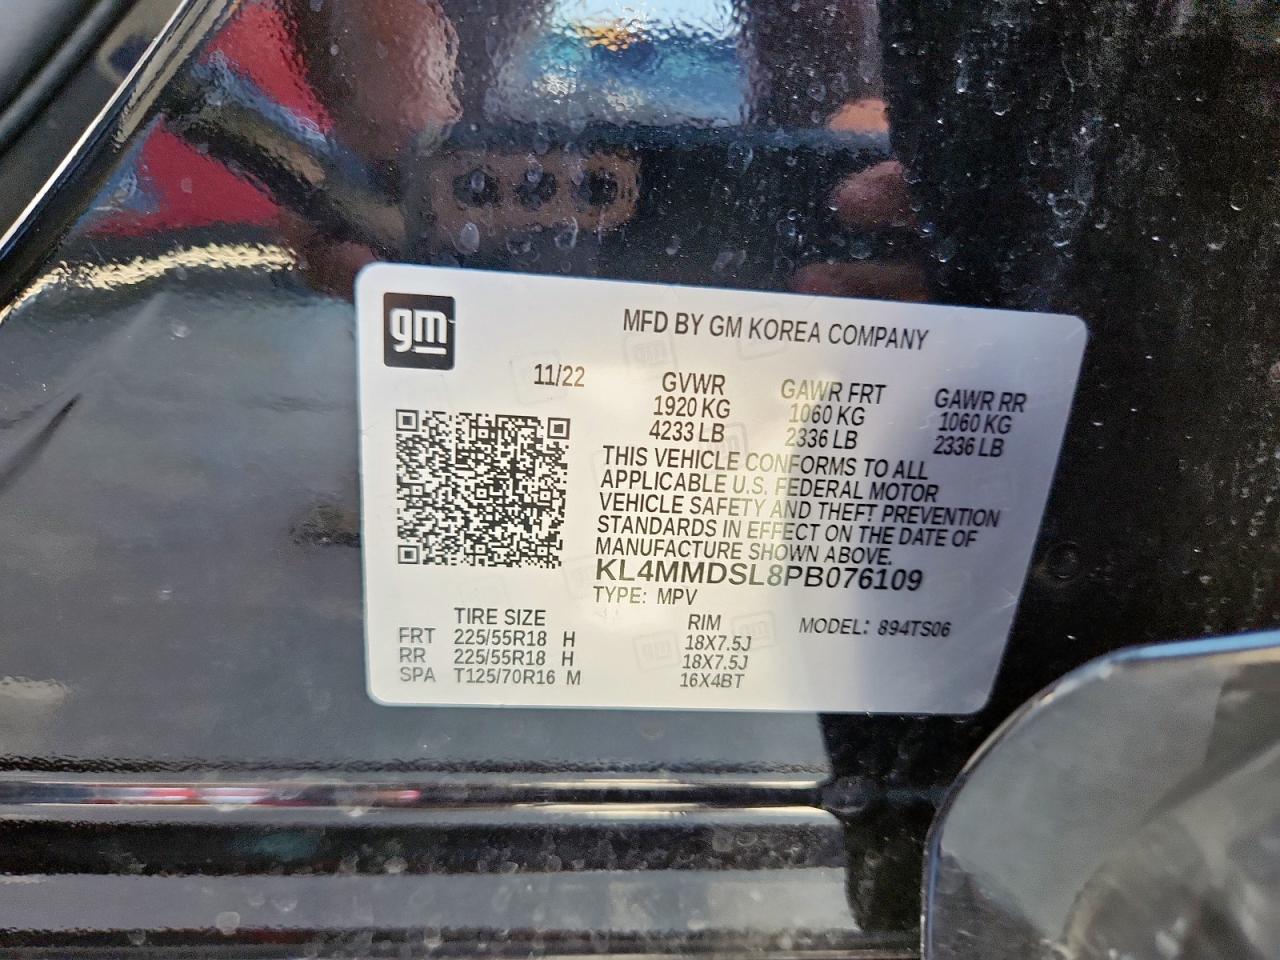 gm
MFD BY GM KOREA COMPANY
11/22
GVWR GAWR FRT GAWR RR
1920 KG 1060 KG 1060 KG
4233 LB 2336 LB 2336 LB
THIS VEHICLE CONFORMS TO ALL
APPLICABLE U.S. FEDERAL MOTOR
VEHICLE SAFETY AND THEFT PREVENTION
STANDARDS IN EFFECT ON THE DATE OF
MANUFACTURE SHOWN ABOVE.
KL4MMDSL8PB076109
TYPE: MPV
TIRE SIZE RIM MODEL: 894TS06
FRT 225/55R18 H 18X7.5J
RR 225/55R18 H 18X7.5J
SPA T125/70R16 M 16X4BT